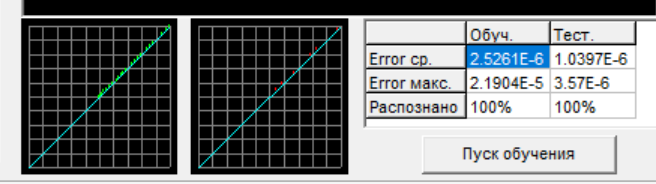 Обуч. Тест.
Error ср. 2.5261E-6 1.0397E-6
Error макс. 2.1904E-5 3.57E-6
Распознано 100% 100%
Пуск обучения